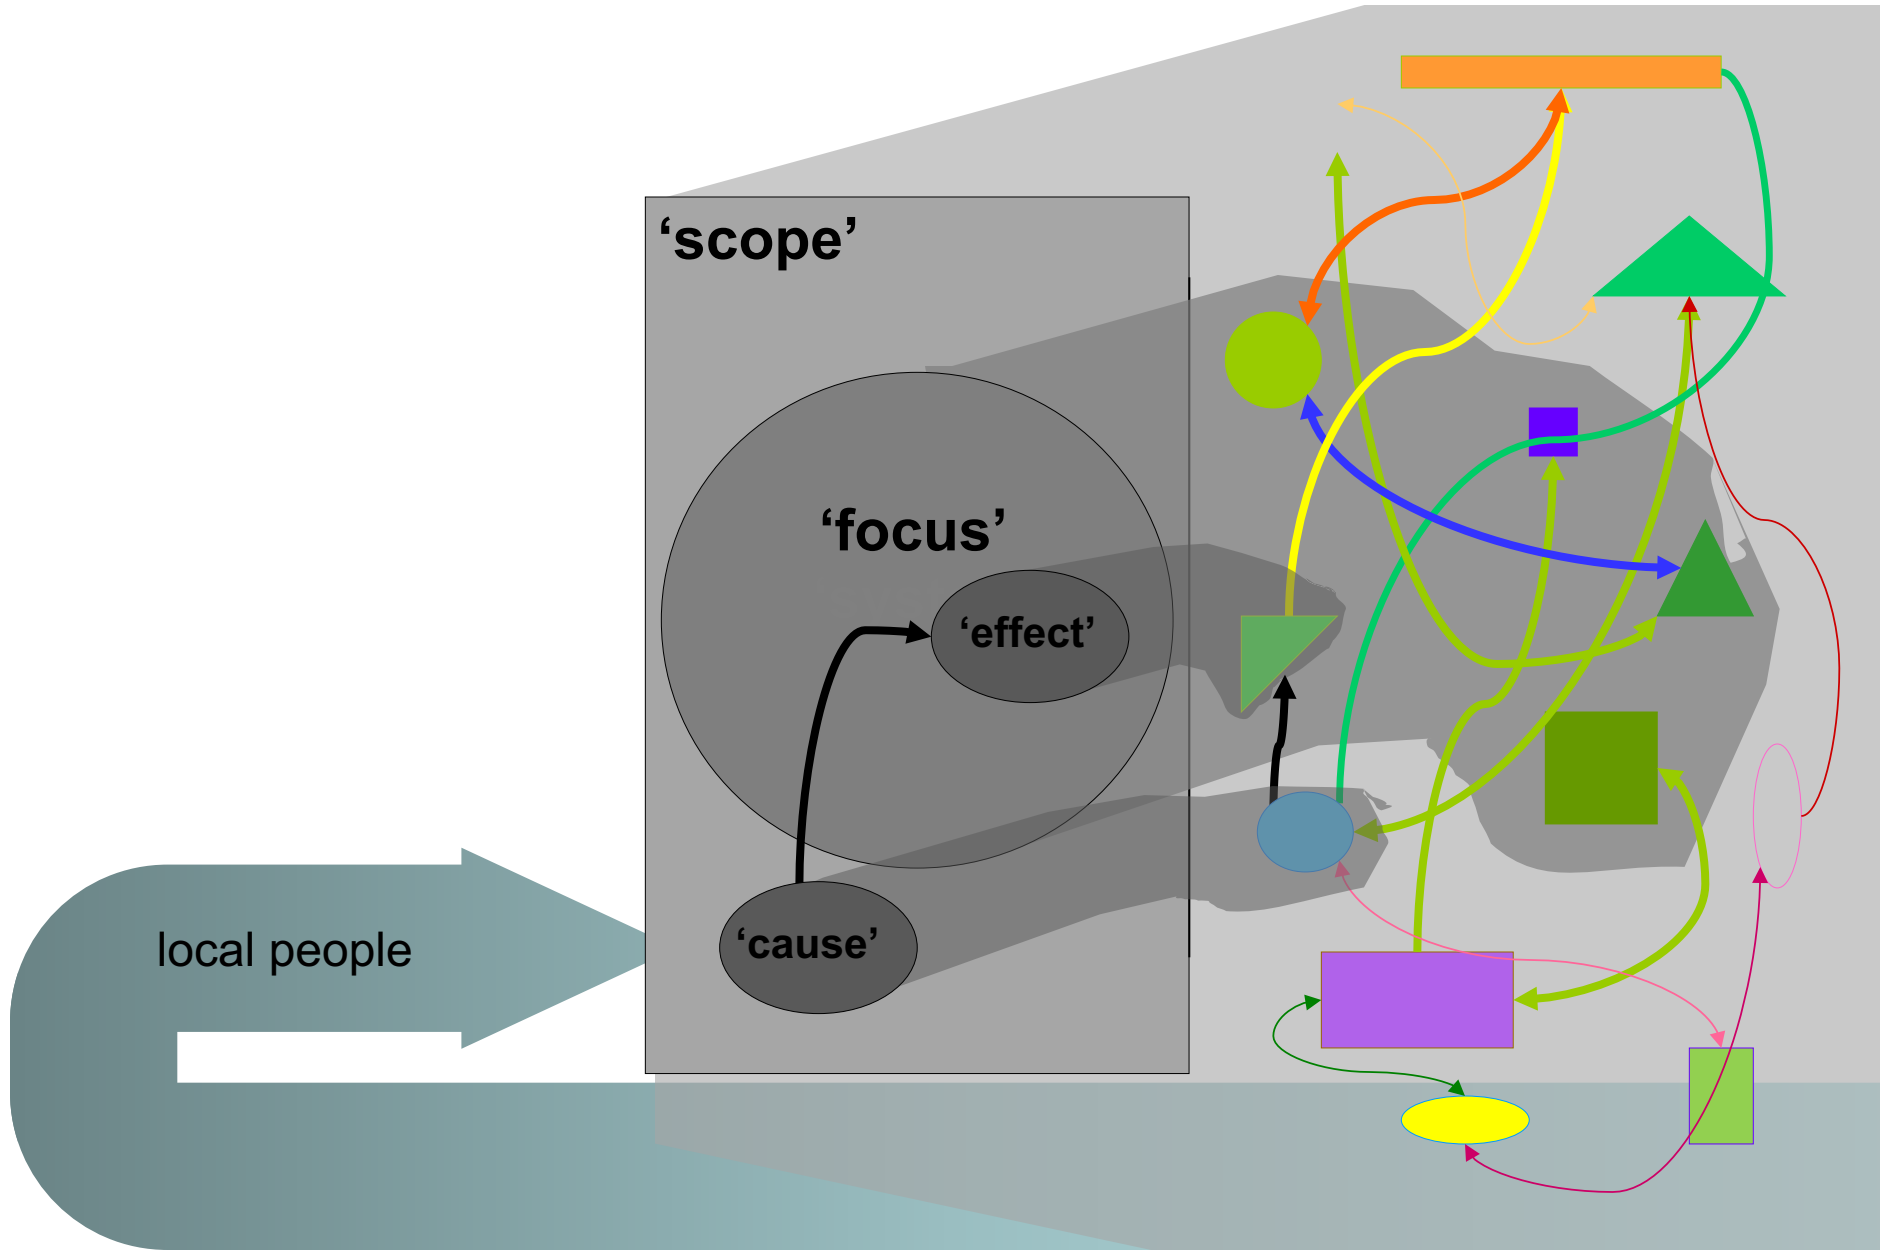 ‘scope’
‘focus’
‘effect’
‘cause’
local people